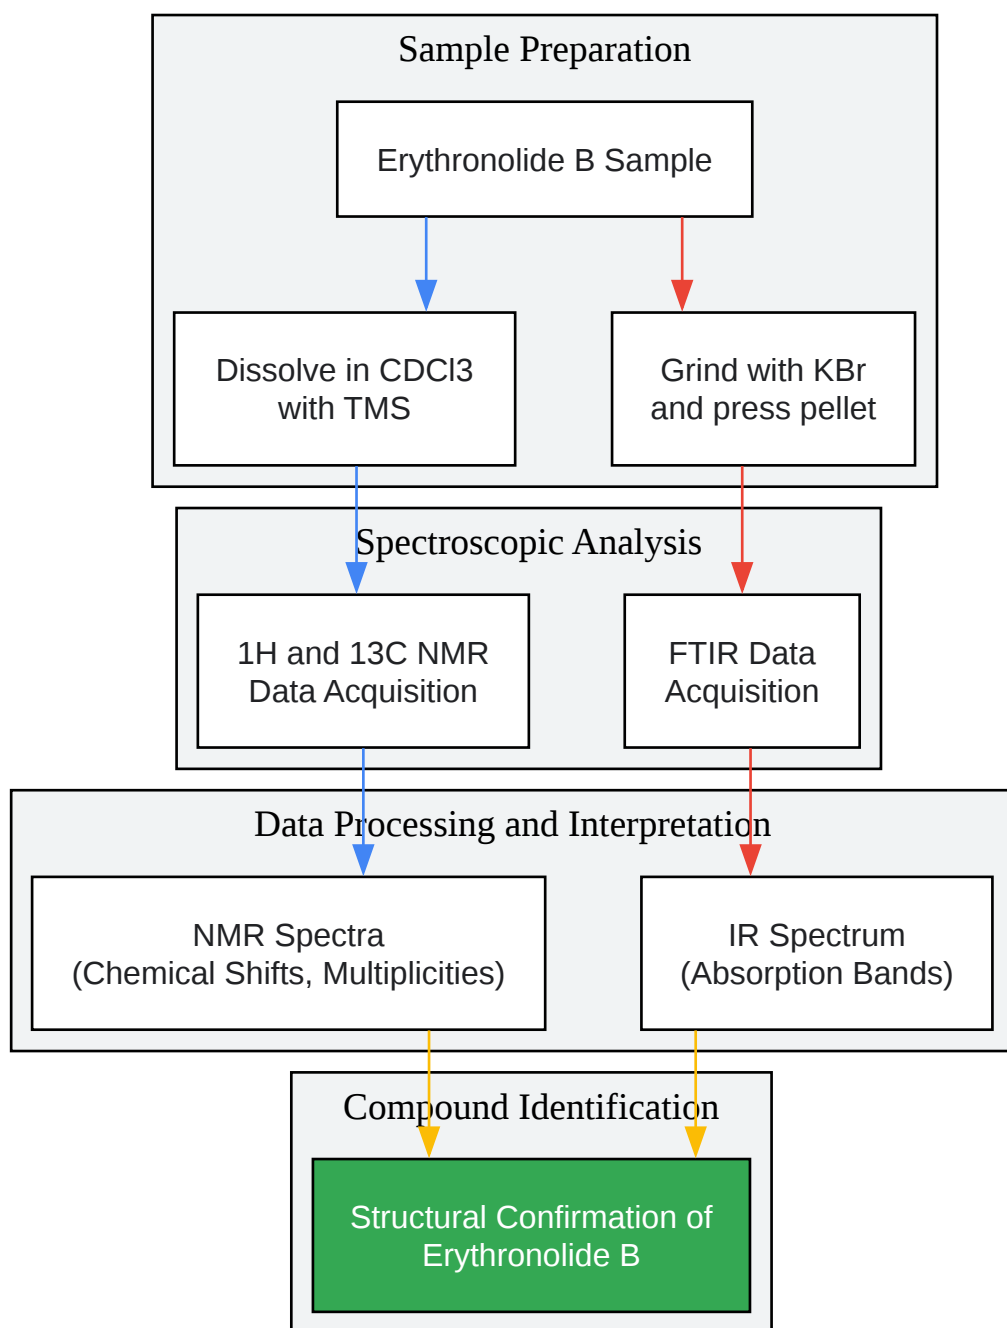 Sample Preparation
Erythronolide B Sample
Dissolve in CDCl3
with TMS
Grind with KBr
and press pellet
Spectroscopic Analysis
1H and 13C NMR
Data Acquisition
FTIR Data
Acquisition
Data Processing and Interpretation
NMR Spectra
(Chemical Shifts, Multiplicities)
IR Spectrum
(Absorption Bands)
Compound Identification
Structural Confirmation of
Erythronolide B